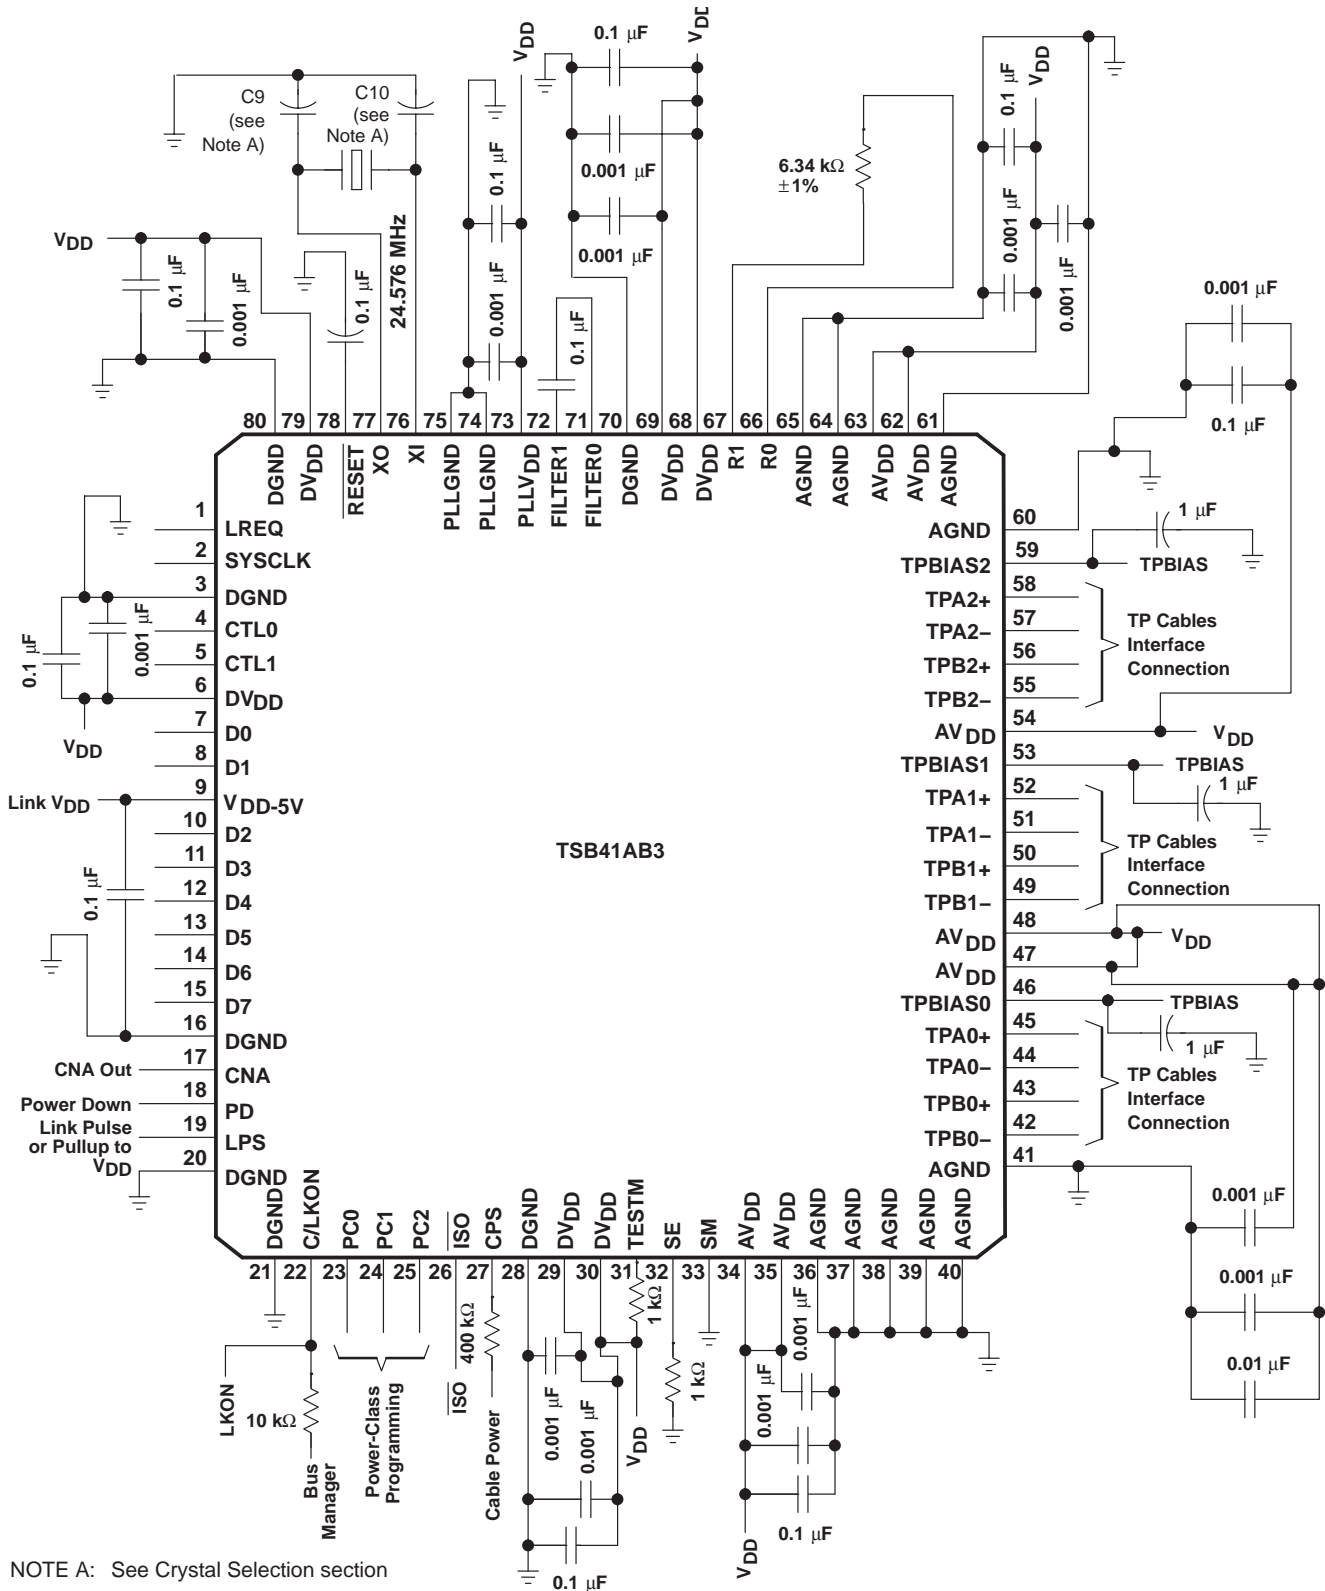 0.1 μF
VDD
VDD
C9
(see
Note A)
C10
(see
Note A)
0.1 μF
0.001 μF
0.001 μF
6.34 kΩ
±1%
0.1 μF
VDD
0.001 μF
0.001 μF
VDD
0.1 μF
0.001 μF
0.1 μF
24.576 MHz
0.001 μF
0.1 μF
0.001 μF
0.1 μF
80 79 78 77 76 75 74 73 72 71 70 69 68 67 66 65 64 63 62 61
DGND
DVDD
RESET
XO
XI
PLLGND
PLLGND
PLLVDD
FILTER1
FILTER0
DGND
DVDD
DVDD
R1
R0
AGND
AGND
AVDD
AVDD
AGND
1 LREQ
2 SYSCLK
3 DGND
4 CTL0
5 CTL1
6 DVDD
7 D0
8 D1
9 VDD-5V
10 D2
11 D3
12 D4
13 D5
14 D6
15 D7
16 DGND
17 CNA
18 PD
19 LPS
20 DGND
0.1 μF
0.001 μF
VDD
Link VDD
0.1 μF
CNA Out
Power Down
Link Pulse
or Pullup to
VDD
TSB41AB3
AGND 60
TPBIAS2 59
TPA2+ 58
TPA2− 57
TPB2+ 56
TPB2− 55
AVDD 54
TPBIAS1 53
TPA1+ 52
TPA1− 51
TPB1+ 50
TPB1− 49
AVDD 48
AVDD 47
TPBIAS0 46
TPA0+ 45
TPA0− 44
TPB0+ 43
TPB0− 42
AGND 41
1 μF
TPBIAS
TP Cables
Interface
Connection
VDD
TPBIAS
1 μF
TP Cables
Interface
Connection
VDD
TPBIAS
1 μF
TP Cables
Interface
Connection
0.001 μF
0.001 μF
0.01 μF
DGND
C/LKON
PC0
PC1
PC2
ISO
CPS
DGND
DVDD
DVDD
TESTM
SE
SM
AVDD
AVDD
AGND
AGND
AGND
AGND
AGND
21 22 23 24 25 26 27 28 29 30 31 32 33 34 35 36 37 38 39 40
LKON
10 kΩ
Bus
Manager
Power-Class
Programming
ISO
400 kΩ
Cable Power
0.001 μF
0.001 μF
0.1 μF
1 kΩ
VDD
1 kΩ
0.001 μF
0.001 μF
0.1 μF
VDD
NOTE A: See Crystal Selection section